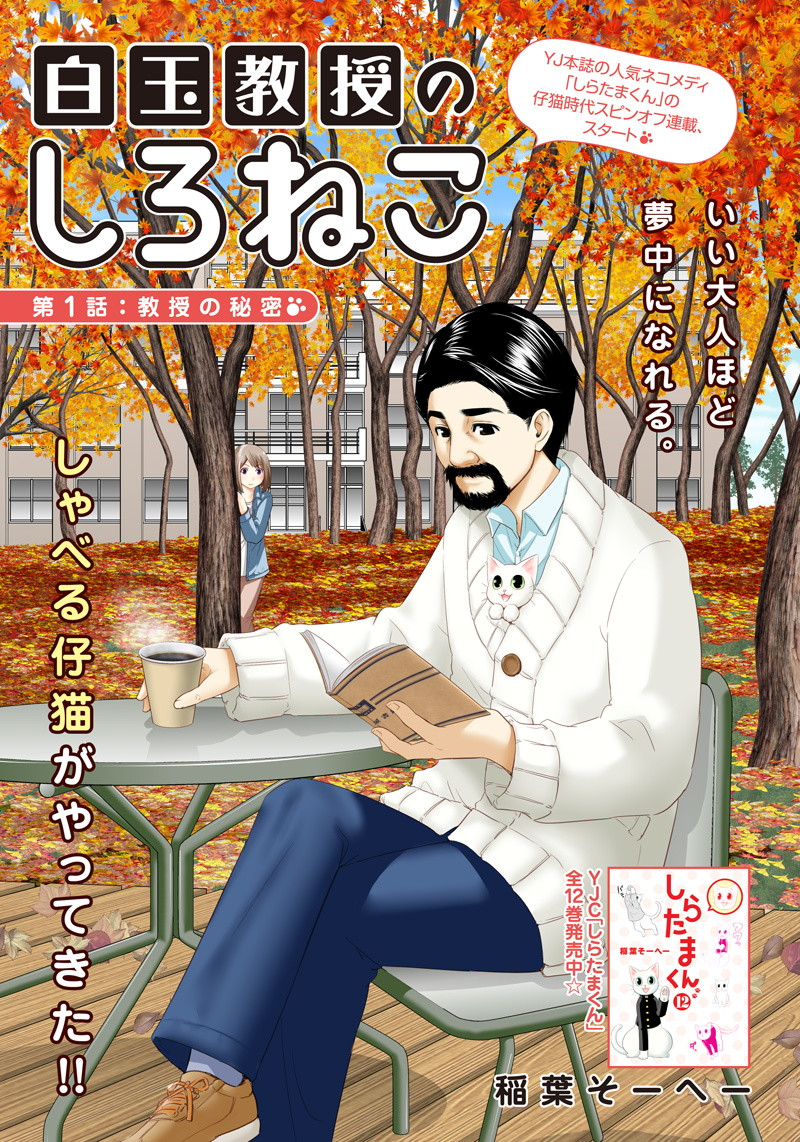 白玉教授の
しろねこ
第1話：教授の秘密
YJ本誌の人気ネコメディ
「しらたまくん」の
仔猫時代スピンオフ連載、
スタート
いい大人ほど
夢中になれる。
しゃべる仔猫がやってきた!!
YJC「しらたまくん」
全12巻発売中☆
しらたまくん
12
稲葉そーへー
稲葉そーへー